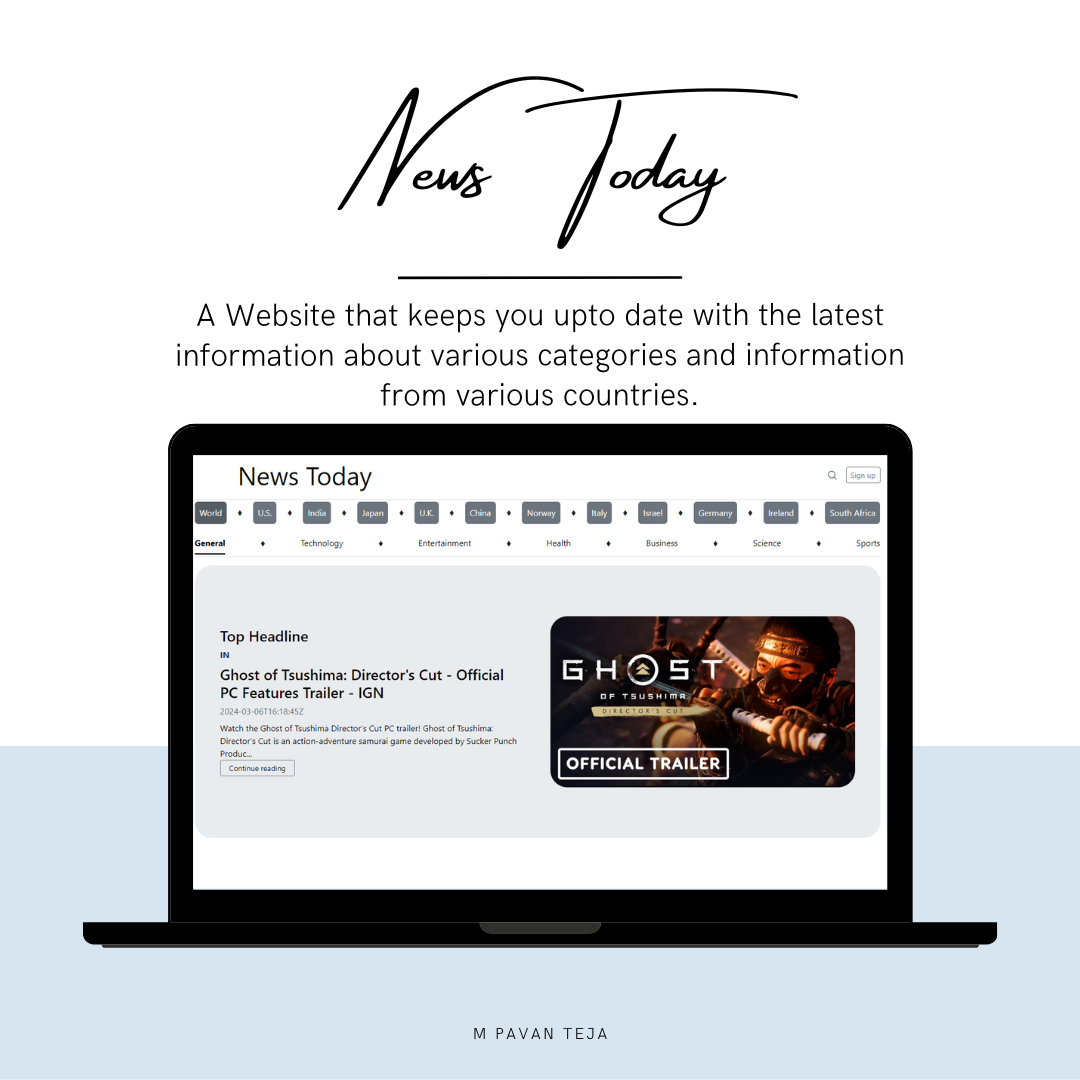 News Today
A Website that keeps you upto date with the latest
information about various categories and information
from various countries.
News Today
Sign up
World ♦ U.S. ♦ India ♦ Japan ♦ U.K. ♦ China ♦ Norway ♦ Italy ♦ Israel ♦ Germany ♦ Ireland ♦ South Africa
General ♦ Technology ♦ Entertainment ♦ Health ♦ Business ♦ Science ♦ Sports
Top Headline
IN
Ghost of Tsushima: Director's Cut - Official
PC Features Trailer - IGN
2024-03-06T16:18:45Z
Watch the Ghost of Tsushima Director's Cut PC trailer! Ghost of Tsushima:
Director's Cut is an action-adventure samurai game developed by Sucker Punch
Produc...
Continue reading
GHOST
OF TSUSHIMA
DIRECTOR'S CUT
OFFICIAL TRAILER
M PAVAN TEJA